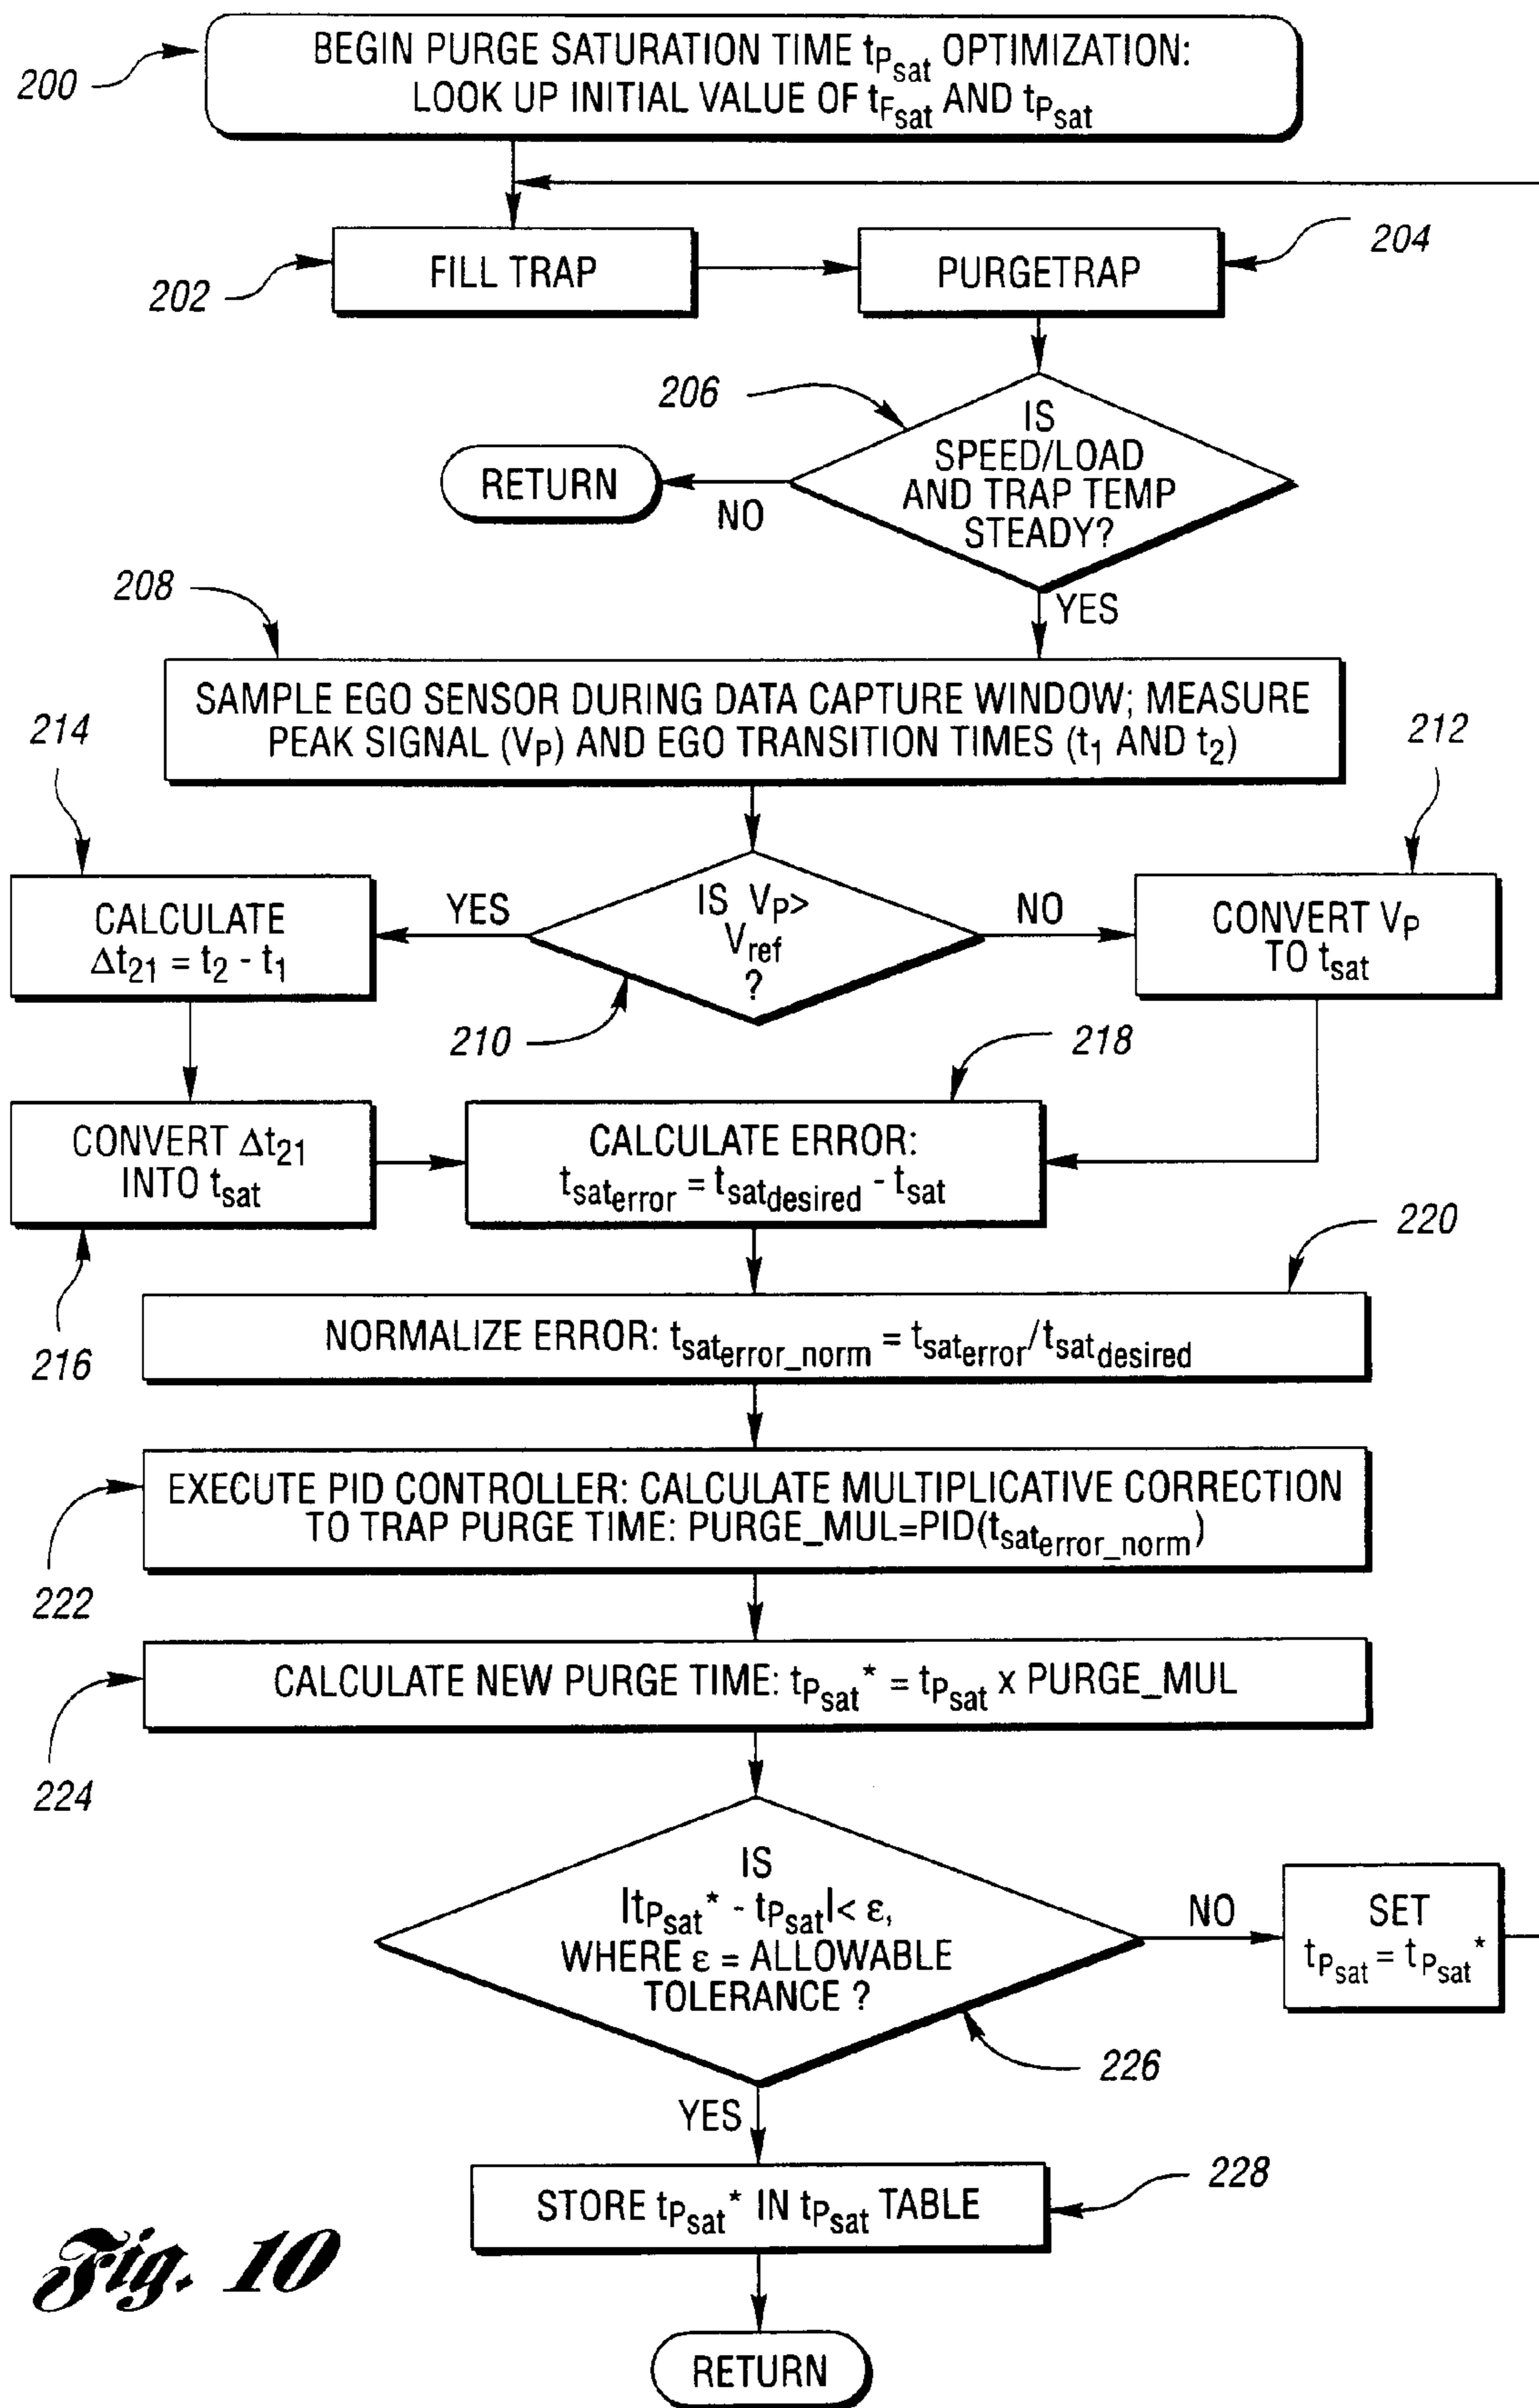 200
BEGIN PURGE SATURATION TIME tPsat OPTIMIZATION:
LOOK UP INITIAL VALUE OF tFsat AND tPsat
202
FILL TRAP
PURGETRAP
204
206
IS
SPEED/LOAD
AND TRAP TEMP
STEADY?
RETURN
NO
YES
208
SAMPLE EGO SENSOR DURING DATA CAPTURE WINDOW; MEASURE
PEAK SIGNAL (VP) AND EGO TRANSITION TIMES (t1 AND t2)
214
212
CALCULATE
Δt21 = t2 - t1
YES
IS VP>
Vref
?
NO
CONVERT VP
TO tsat
210
218
CONVERT Δt21
INTO tsat
CALCULATE ERROR:
tsaterror = tsatdesired - tsat
216
220
NORMALIZE ERROR: tsaterror_norm = tsaterror/tsatdesired
EXECUTE PID CONTROLLER: CALCULATE MULTIPLICATIVE CORRECTION
TO TRAP PURGE TIME: PURGE_MUL=PID(tsaterror_norm)
222
CALCULATE NEW PURGE TIME: tPsat* = tPsat x PURGE_MUL
224
IS
|tPsat* - tPsat|< ε,
WHERE ε = ALLOWABLE
TOLERANCE ?
NO
SET
tPsat = tPsat*
226
YES
STORE tPsat* IN tPsat TABLE
228
RETURN
Fig. 10